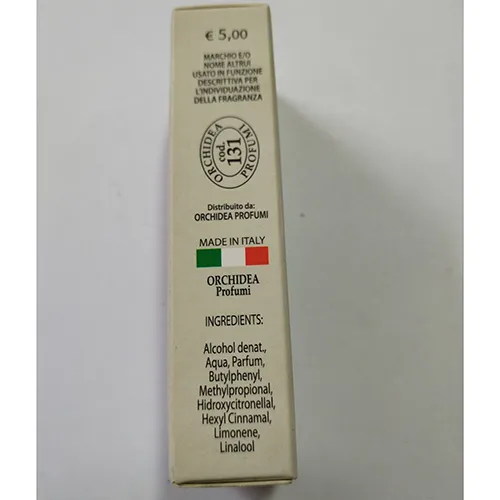 € 5,00
MARCHIO E/O
NOME ALTRUI
USATO IN FUNZIONE
DESCRITTIVA PER
L'INDIVIDUAZIONE
DELLA FRAGRANZA
ORCHIDEA
cod.
131
PROFUMI
Distribuito da:
ORCHIDEA PROFUMI
MADE IN ITALY
ORCHIDEA
Profumi
INGREDIENTS:
Alcohol denat.,
Aqua, Parfum,
Butylphenyl,
Methylpropional,
Hidroxycitronellal,
Hexyl Cinnamal,
Limonene,
Linalool